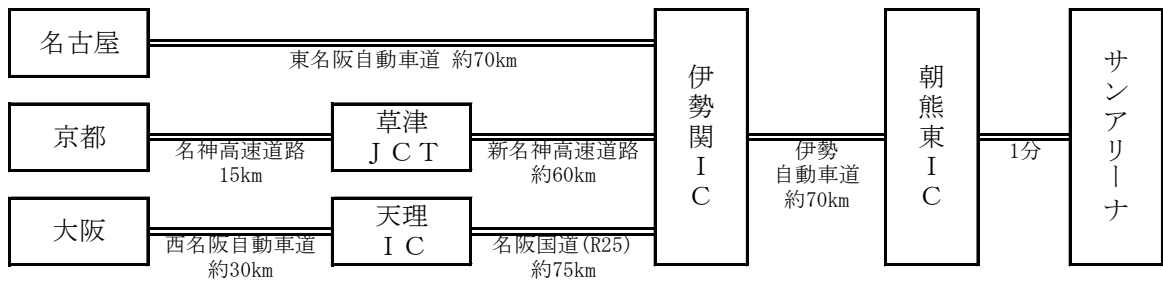 名古屋
東名阪自動車道 約70km
京都
名神高速道路
15km
草津
ＪＣＴ
新名神高速道路
約60km
大阪
西名阪自動車道
約30km
天理
ＩＣ
名阪国道(R25)
約75km
伊勢関ＩＣ
伊勢
自動車道
約70km
朝熊東ＩＣ
1分
サンアリーナ